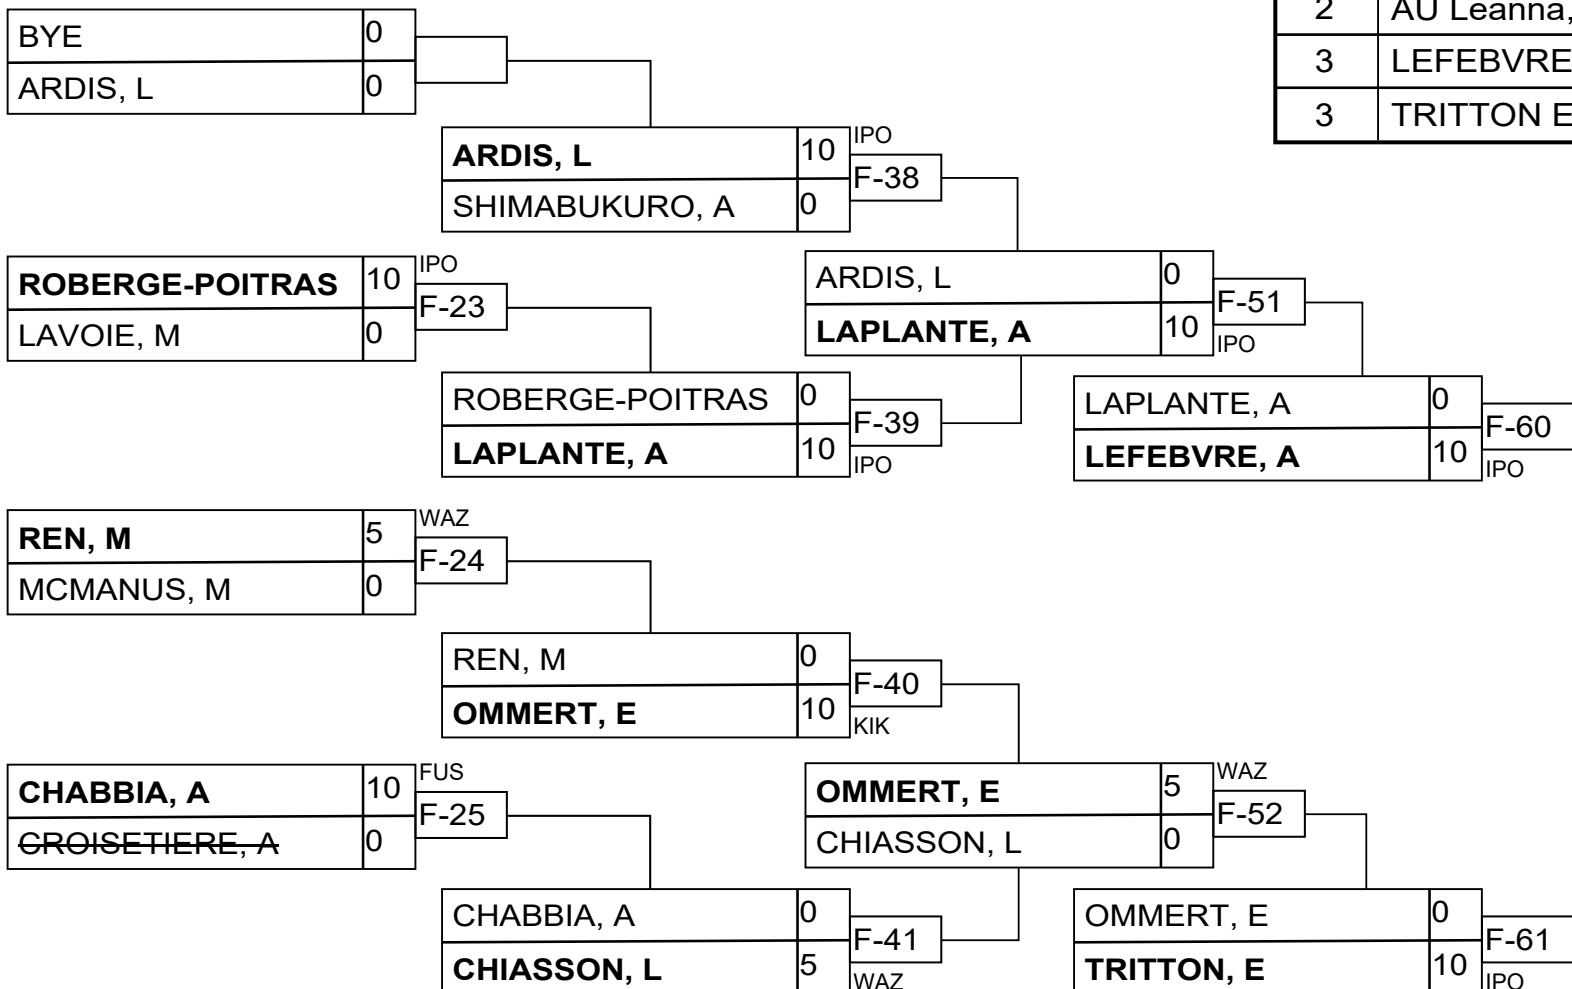 2 AU Leanna,
BYE 0
3 LEFEBVRE
ARDIS, L 0
3 TRITTON E
ARDIS, L 10 IPO
F-38
SHIMABUKURO, A 0
ROBERGE-POITRAS 10 IPO
F-23
LAVOIE, M 0
ARDIS, L 0
F-51
LAPLANTE, A 10 IPO
ROBERGE-POITRAS 0
F-39
LAPLANTE, A 10 IPO
LAPLANTE, A 0
F-60
LEFEBVRE, A 10 IPO
REN, M 5 WAZ
F-24
MCMANUS, M 0
REN, M 0
F-40
OMMERT, E 10 KIK
CHABBIA, A 10 FUS
F-25
CROISETIERE, A 0
OMMERT, E 5 WAZ
F-52
CHIASSON, L 0
CHABBIA, A 0
F-41
CHIASSON, L 5 WAZ
OMMERT, E 0
F-61
TRITTON, E 10 IPO